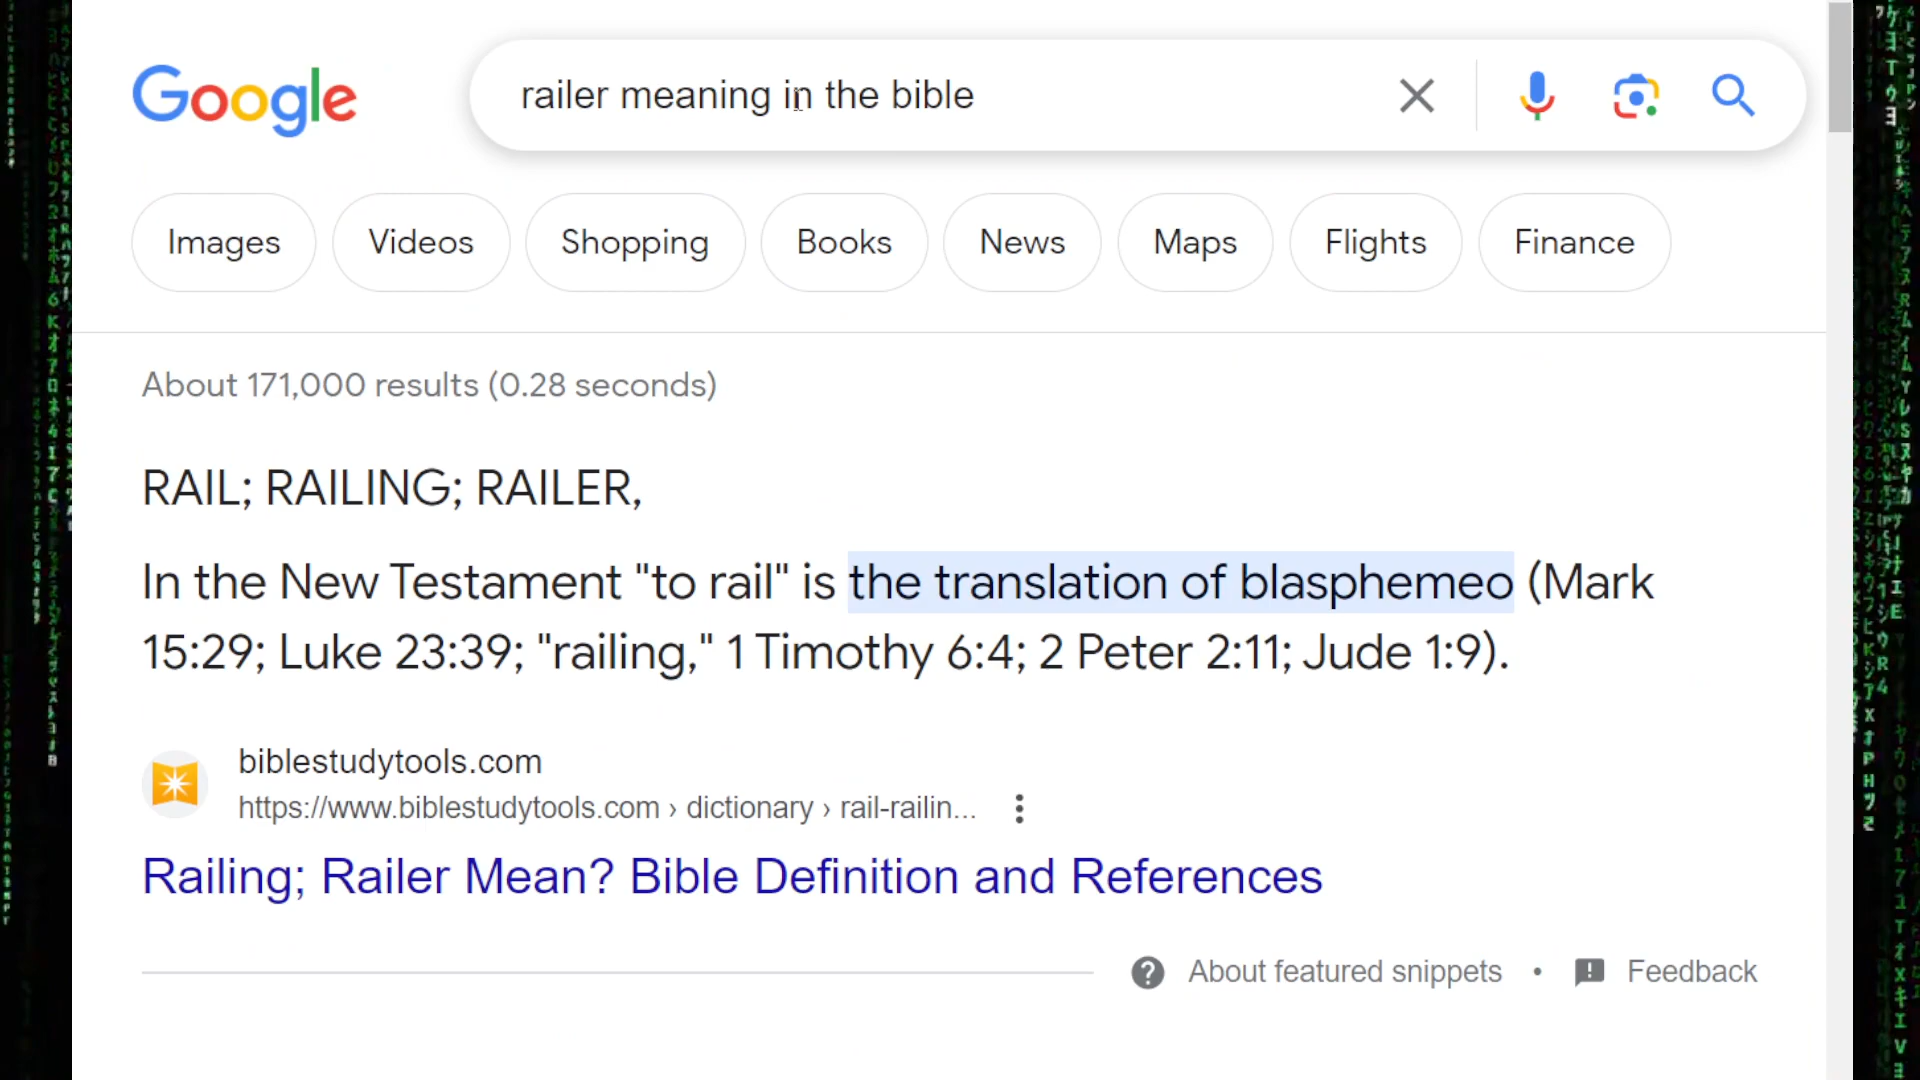 Google
railer meaning in the bible
Images Videos Shopping Books News Maps Flights Finance
About 171,000 results (0.28 seconds)
RAIL; RAILING; RAILER,
In the New Testament "to rail" is the translation of blasphemeo (Mark
15:29; Luke 23:39; "railing," 1 Timothy 6:4; 2 Peter 2:11; Jude 1:9).
biblestudytools.com
https://www.biblestudytools.com › dictionary › rail-railin...
Railing; Railer Mean? Bible Definition and References
About featured snippets • Feedback